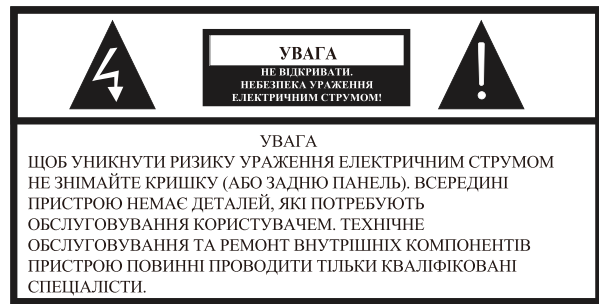 УВАГА
НЕ ВІДКРИВАТИ.
НЕБЕЗПЕКА УРАЖЕННЯ
ЕЛЕКТРИЧНИМ СТРУМОМ!
УВАГА
ЩОБ УНИКНУТИ РИЗИКУ УРАЖЕННЯ ЕЛЕКТРИЧНИМ СТРУМОМ
НЕ ЗНІМАЙТЕ КРИШКУ (АБО ЗАДНЮ ПАНЕЛЬ). ВСЕРЕДИНІ
ПРИСТРОЮ НЕМАЄ ДЕТАЛЕЙ, ЯКІ ПОТРЕБУЮТЬ
ОБСЛУГОВУВАННЯ КОРИСТУВАЧЕМ. ТЕХНІЧНЕ
ОБСЛУГОВУВАННЯ ТА РЕМОНТ ВНУТРІШНІХ КОМПОНЕНТІВ
ПРИСТРОЮ ПОВИННІ ПРОВОДИТИ ТІЛЬКИ КВАЛІФІКОВАНІ
СПЕЦІАЛІСТИ.